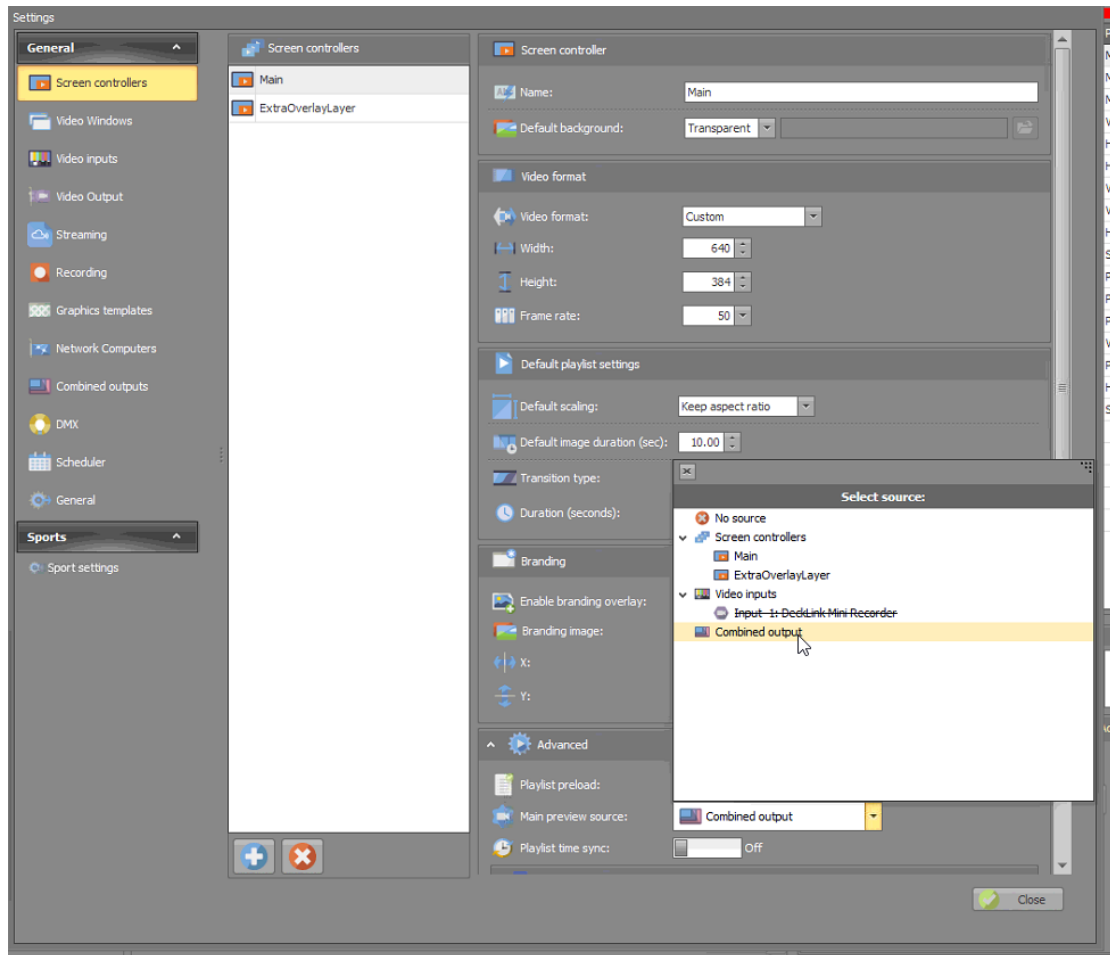 Settings
General
Screen controllers
Video Windows
Video inputs
Video Output
Streaming
Recording
Graphics templates
Network Computers
Combined outputs
DMX
Scheduler
General
Sports
Sport settings
Screen controllers
Main
ExtraOverlayLayer
Screen controller
Name: Main
Default background: Transparent
Video format
Video format: Custom
Width: 640
Height: 384
Frame rate: 50
Default playlist settings
Default scaling: Keep aspect ratio
Default image duration (sec): 10.00
Transition type:
Duration (seconds):
Branding
Enable branding overlay:
Branding image:
X:
Y:
Advanced
Playlist preload:
Main preview source: Combined output
Playlist time sync: Off
Select source:
No source
Screen controllers
Main
ExtraOverlayLayer
Video inputs
Input 1: DeckLink Mini Recorder
Combined output
Close